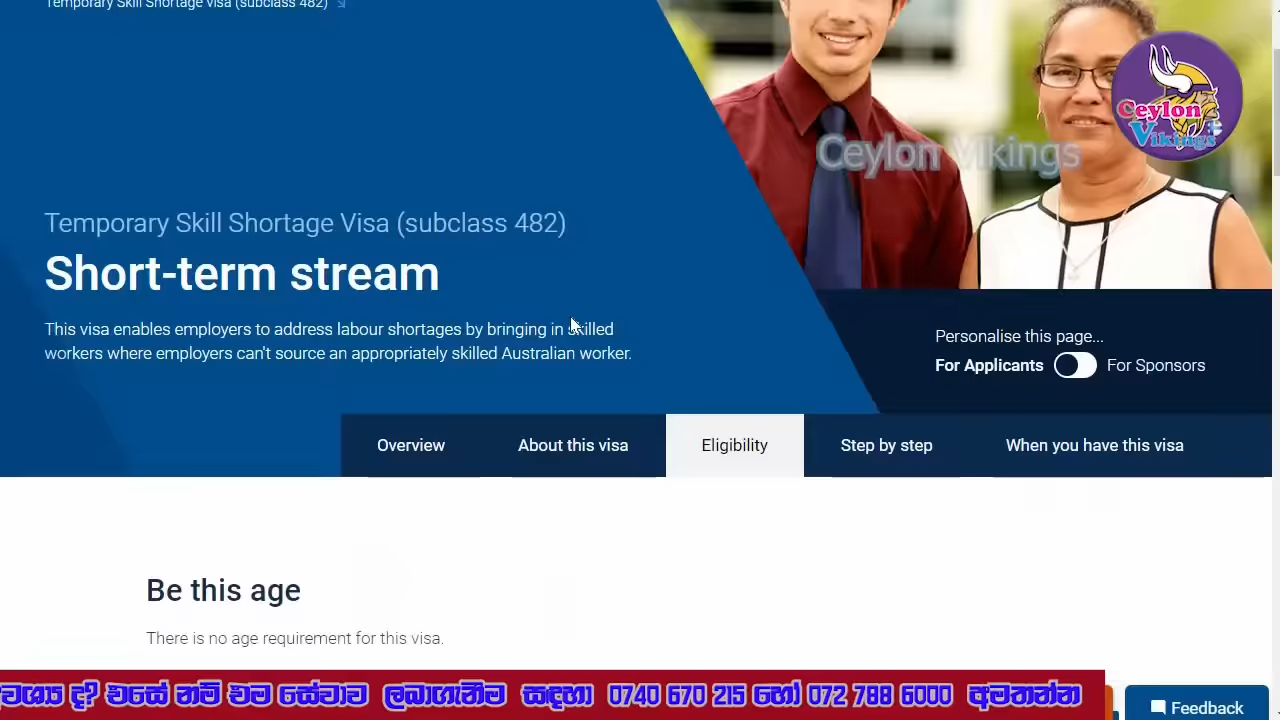 Temporary Skill Shortage Visa (subclass 482)
Ceylon
Vikings
Ceylon Vikings
Temporary Skill Shortage Visa (subclass 482)
Short-term stream
This visa enables employers to address labour shortages by bringing in skilled
workers where employers can't source an appropriately skilled Australian worker.
Personalise this page...
For Applicants For Sponsors
Overview About this visa Eligibility Step by step When you have this visa
Be this age
There is no age requirement for this visa.
ද? එසේ නම් එම සේවාව ලබාගැනීම සඳහා 0740 670 215 හෝ 072 788 6000 අමතන්න
Feedback